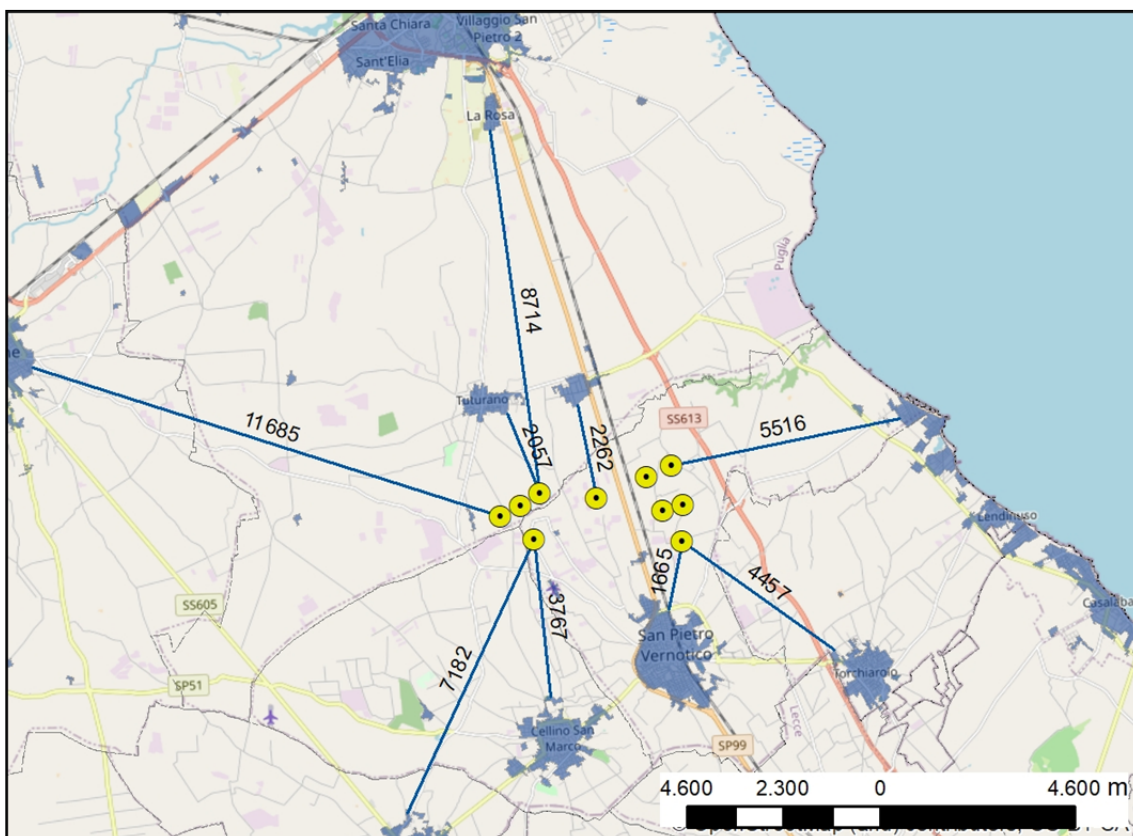 Santa Chiara
Villaggio San
Pietro 2
Sant'Elia
La Rosa
Puglia
8714
ne
Tuturano
SS613
11685
2057
2262
5516
Lendinuso
1665
4457
SS605
3767
Casalaba
San Pietro
Vernotico
7182
SP51
Torchiarolo
Lecce
Cellino San
Marco
SP99
4.600 2.300 0 4.600 m